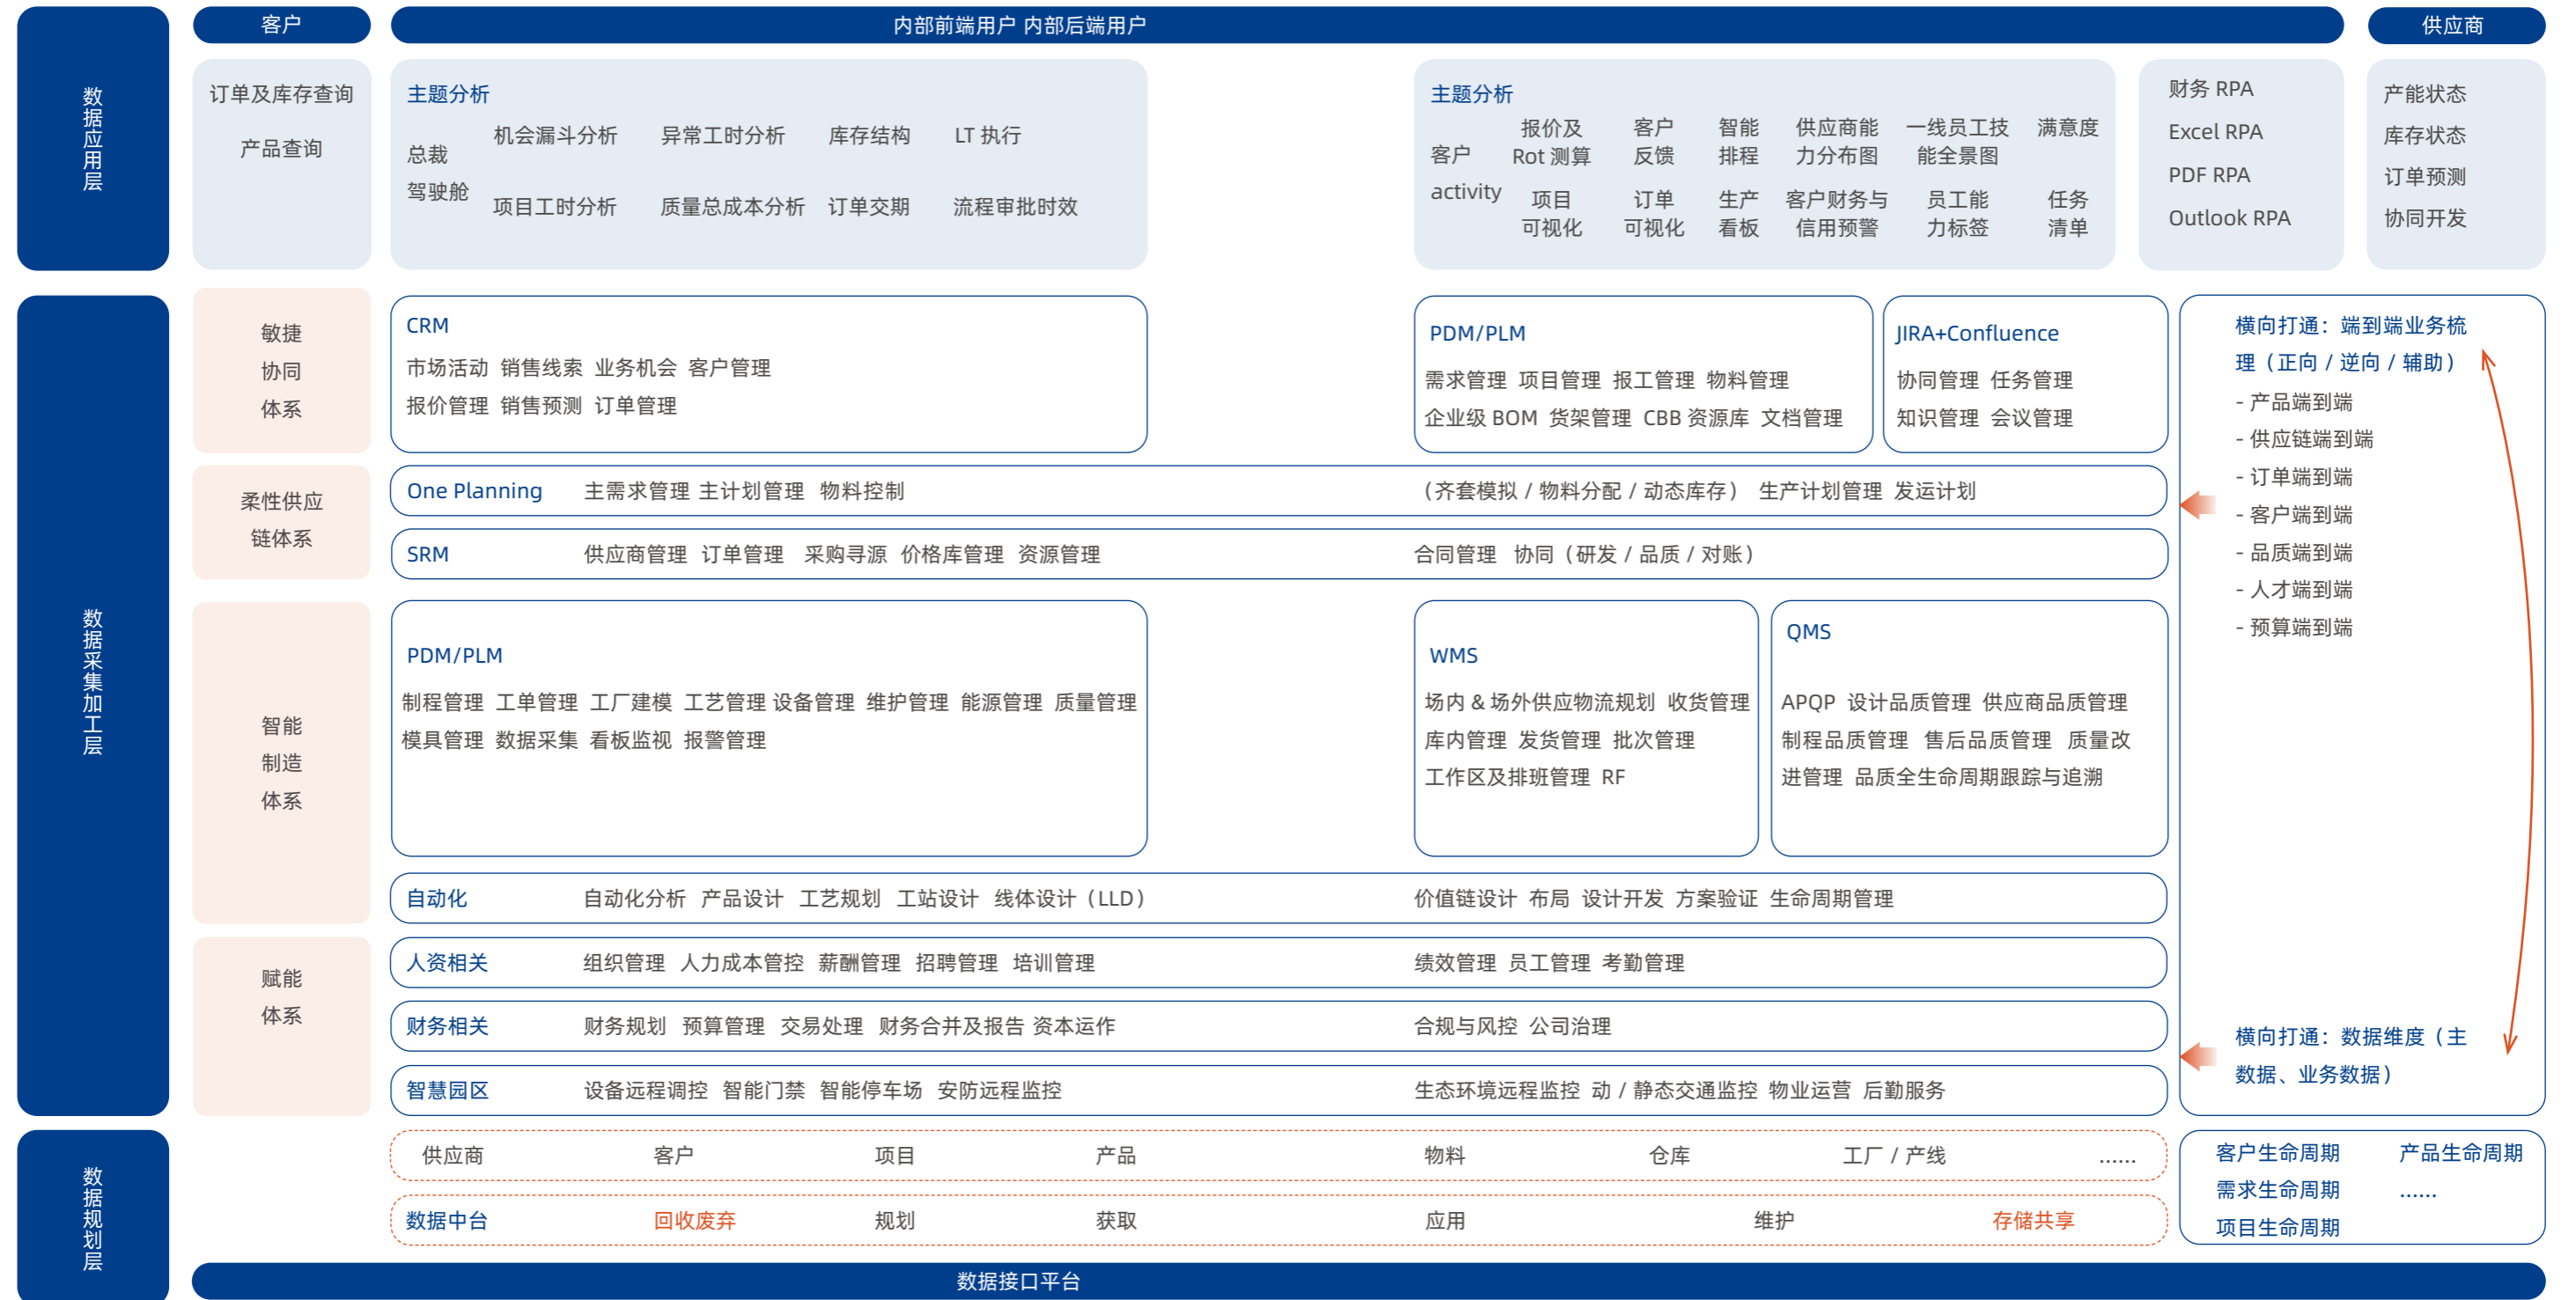 数据应用层
客户
内部前端用户 内部后端用户
供应商
订单及库存查询
产品查询
主题分析
总裁
驾驶舱
机会漏斗分析 异常工时分析 库存结构 LT 执行
项目工时分析 质量总成本分析 订单交期 流程审批时效
主题分析
客户
activity
报价及 客户 智能 供应商能 一线员工技 满意度
Rot 测算 反馈 排程 力分布图 能全景图
项目 订单 生产 客户财务与 员工能 任务
可视化 可视化 看板 信用预警 力标签 清单
财务 RPA
Excel RPA
PDF RPA
Outlook RPA
产能状态
库存状态
订单预测
协同开发
数据采集加工层
敏捷
协同
体系
CRM
市场活动 销售线索 业务机会 客户管理
报价管理 销售预测 订单管理
PDM/PLM
需求管理 项目管理 报工管理 物料管理
企业级 BOM 货架管理 CBB 资源库 文档管理
JIRA+Confluence
协同管理 任务管理
知识管理 会议管理
柔性供应
链体系
One Planning 主需求管理 主计划管理 物料控制 （齐套模拟 / 物料分配 / 动态库存） 生产计划管理 发运计划
SRM 供应商管理 订单管理 采购寻源 价格库管理 资源管理 合同管理 协同（研发 / 品质 / 对账）
智能
制造
体系
PDM/PLM
制程管理 工单管理 工厂建模 工艺管理 设备管理 维护管理 能源管理 质量管理
模具管理 数据采集 看板监视 报警管理
WMS
场内 & 场外供应物流规划 收货管理
库内管理 发货管理 批次管理
工作区及排班管理 RF
QMS
APQP 设计品质管理 供应商品质管理
制程品质管理 售后品质管理 质量改
进管理 品质全生命周期跟踪与追溯
自动化 自动化分析 产品设计 工艺规划 工站设计 线体设计（LLD） 价值链设计 布局 设计开发 方案验证 生命周期管理
赋能
体系
人资相关 组织管理 人力成本管控 薪酬管理 招聘管理 培训管理 绩效管理 员工管理 考勤管理
财务相关 财务规划 预算管理 交易处理 财务合并及报告 资本运作 合规与风控 公司治理
智慧园区 设备远程调控 智能门禁 智能停车场 安防远程监控 生态环境远程监控 动 / 静态交通监控 物业运营 后勤服务
横向打通：端到端业务梳
理（正向 / 逆向 / 辅助）
- 产品端到端
- 供应链端到端
- 订单端到端
- 客户端到端
- 品质端到端
- 人才端到端
- 预算端到端
横向打通：数据维度（主
数据、业务数据）
数据规划层
供应商 客户 项目 产品 物料 仓库 工厂 / 产线 ......
数据中台 回收废弃 规划 获取 应用 维护 存储共享
客户生命周期 产品生命周期
需求生命周期 ......
项目生命周期
数据接口平台